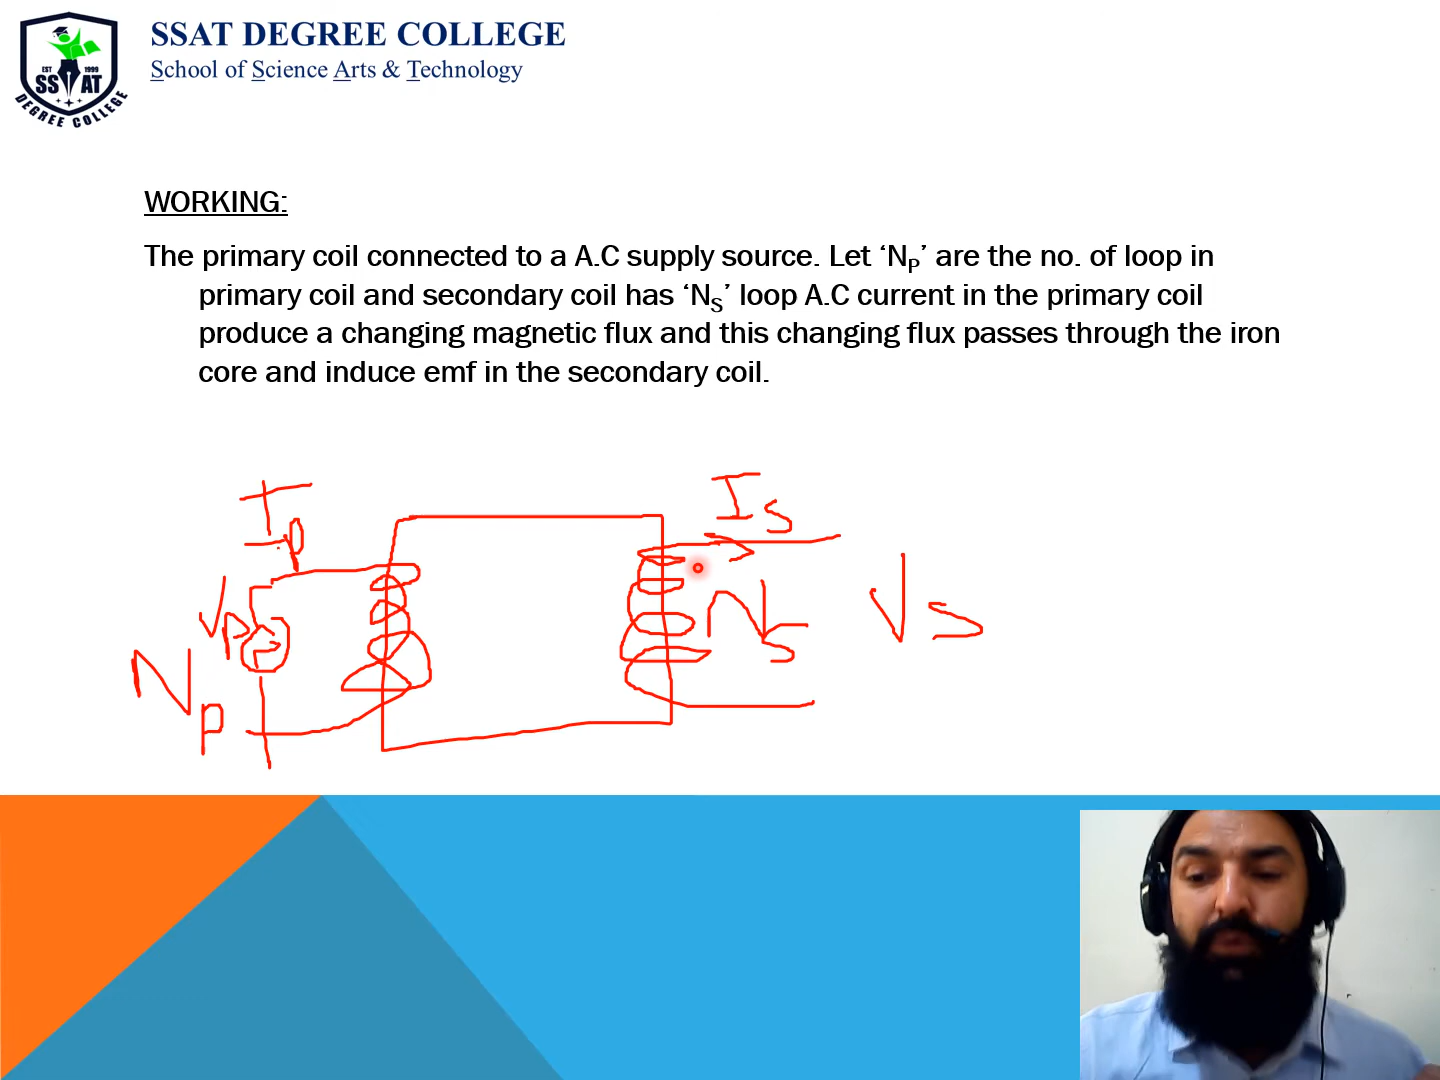 EST 1999
SS AT
DEGREE COLLEGE
SSAT DEGREE COLLEGE
School of Science Arts & Technology
WORKING:
The primary coil connected to a A.C supply source. Let ‘NP’ are the no. of loop in
primary coil and secondary coil has ‘NS’ loop A.C current in the primary coil
produce a changing magnetic flux and this changing flux passes through the iron
core and induce emf in the secondary coil.
Ip
Is
Vp
Np
Ns
Vs